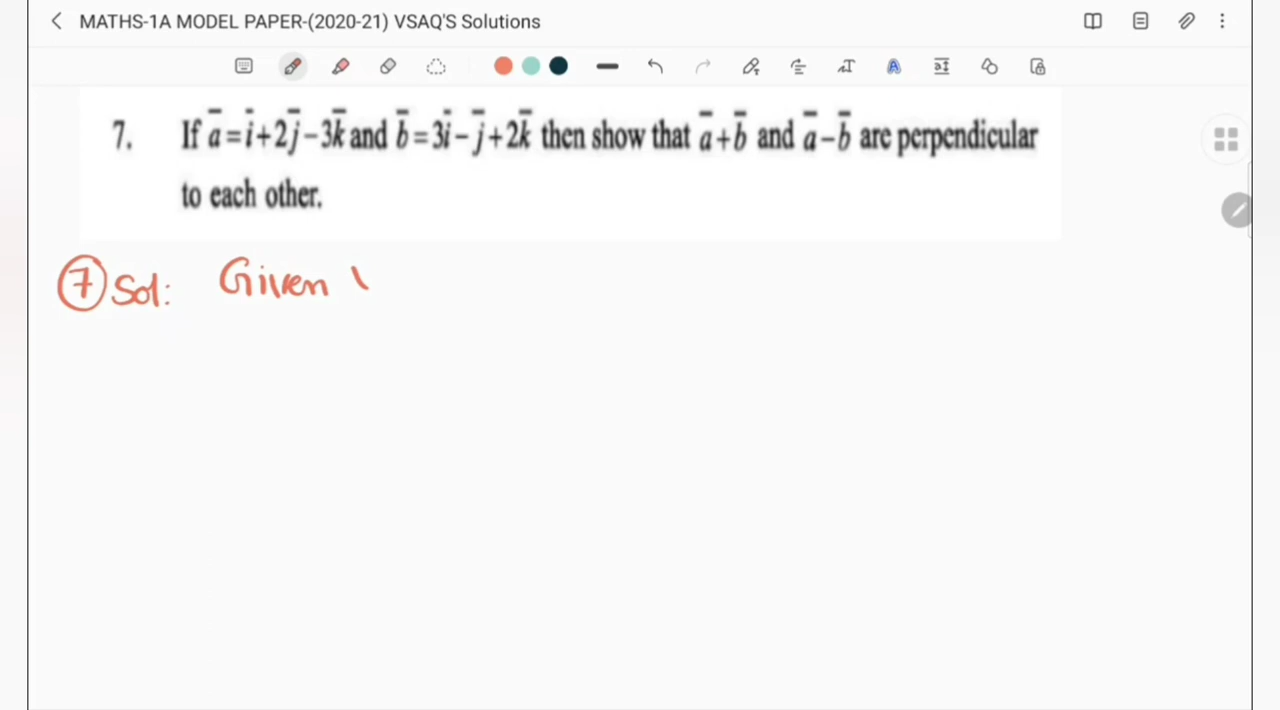 MATHS-1A MODEL PAPER-(2020-21) VSAQ'S Solutions
7. If a̅ = i̅ + 2j̅ − 3k̅ and b̅ = 3i̅ − j̅ + 2k̅ then show that a̅ + b̅ and a̅ − b̅ are perpendicular
to each other.
⑦ Sol: Given